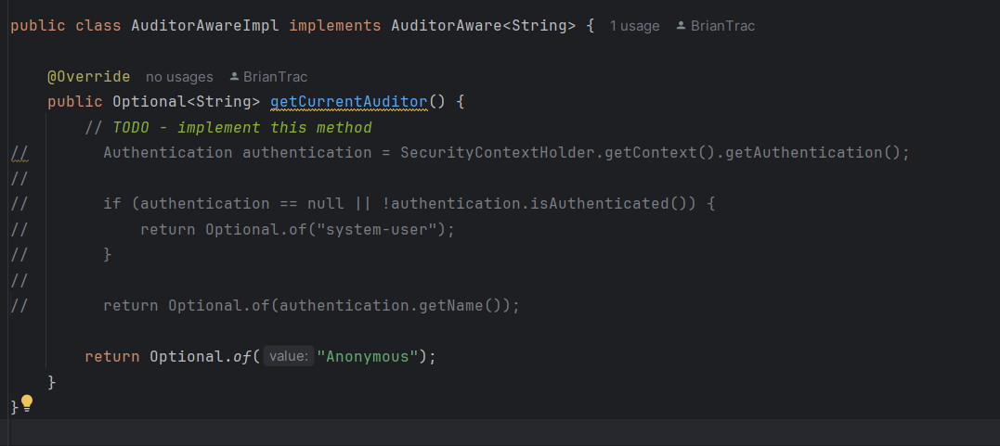 public class AuditorAwareImpl implements AuditorAware<String> { 1 usage BrianTrac
@Override no usages BrianTrac
public Optional<String> getCurrentAuditor() {
// TODO - implement this method
// Authentication authentication = SecurityContextHolder.getContext().getAuthentication();
//
// if (authentication == null || !authentication.isAuthenticated()) {
// return Optional.of("system-user");
// }
//
// return Optional.of(authentication.getName());
return Optional.of( value: "Anonymous");
}
}